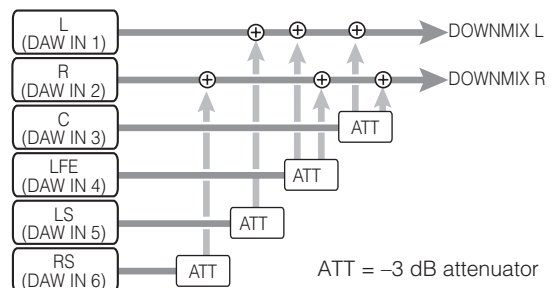 L
(DAW IN 1)
DOWNMIX L
R
(DAW IN 2)
DOWNMIX R
C
(DAW IN 3)
ATT
LFE
(DAW IN 4)
ATT
LS
(DAW IN 5)
ATT
RS
(DAW IN 6)
ATT
ATT = −3 dB attenuator